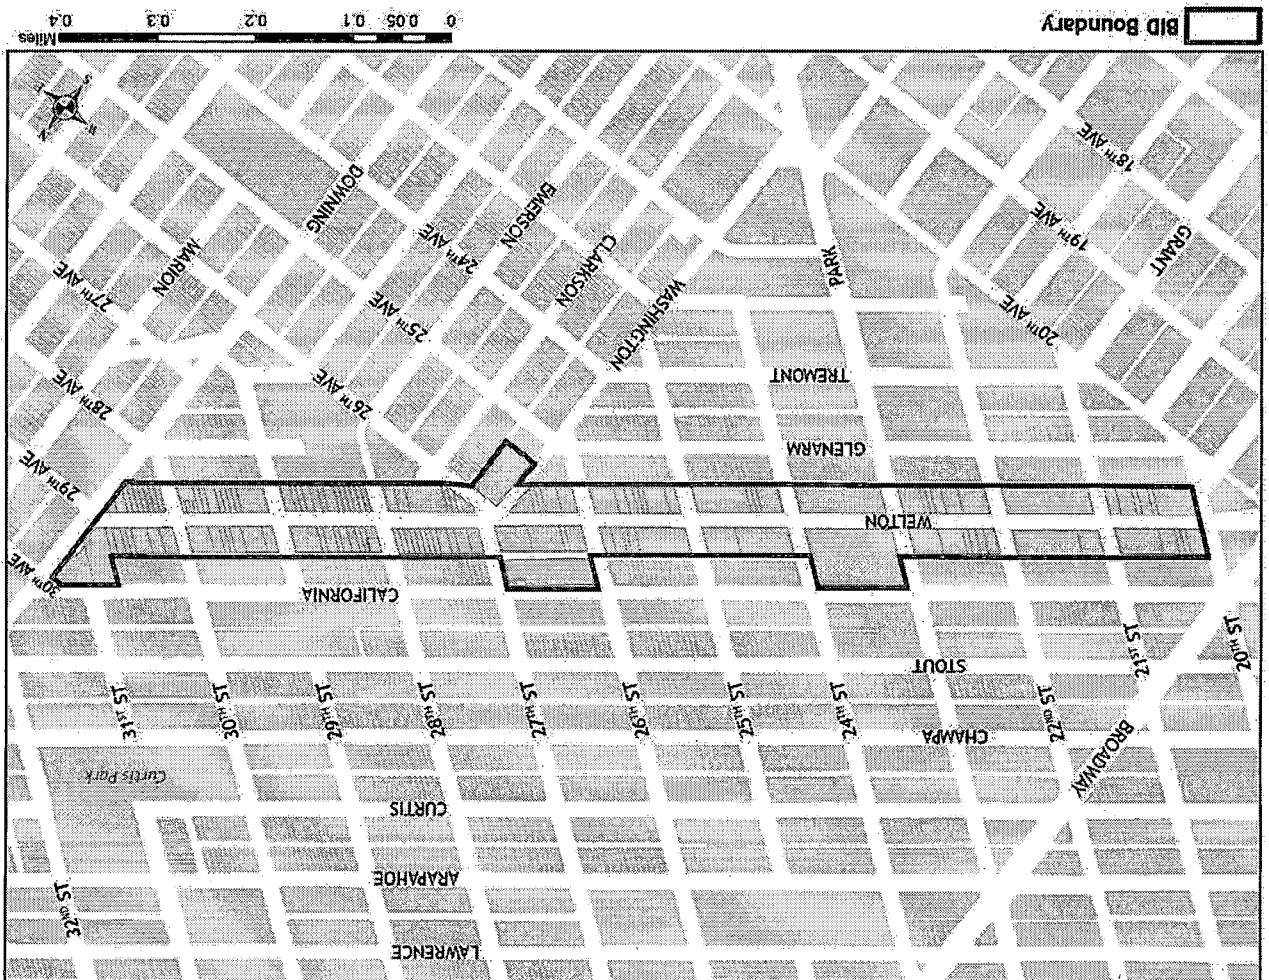 LAWRENCE
32ND ST
ARAPAHOE
CURTIS
Curtis Park
BROADWAY
CHAMPA
22ND ST
24TH ST
25TH ST
26TH ST
27TH ST
28TH ST
29TH ST
30TH ST
31ST ST
STOUT
20TH ST
21ST ST
CALIFORNIA
30TH AVE
WELTON
29TH AVE
GLENARM
28TH AVE
26TH AVE
TREMONT
WASHINGTON
20TH AVE
25TH AVE
27TH AVE
PARK
CLARKSON
MARION
GRANT
19TH AVE
24TH AVE
EMERSON
DOWNING
18TH AVE
N
W
S
BID Boundary
0 0.05 0.1 0.2 0.3 0.4
Miles